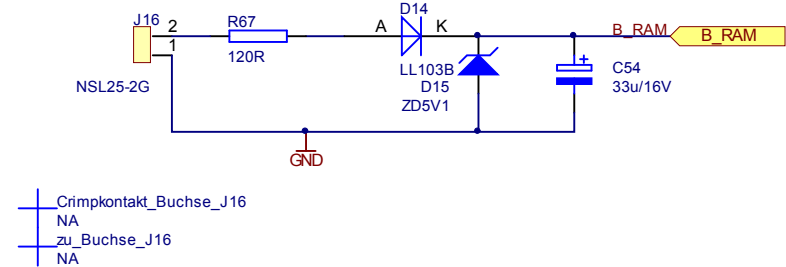 J16
2
1
NSL25-2G
R67
120R
A
D14
K
LL103B
D15
ZD5V1
+
C54
33u/16V
B_RAM
B_RAM
GND
Crimpkontakt_Buchse_J16
NA
zu_Buchse_J16
NA